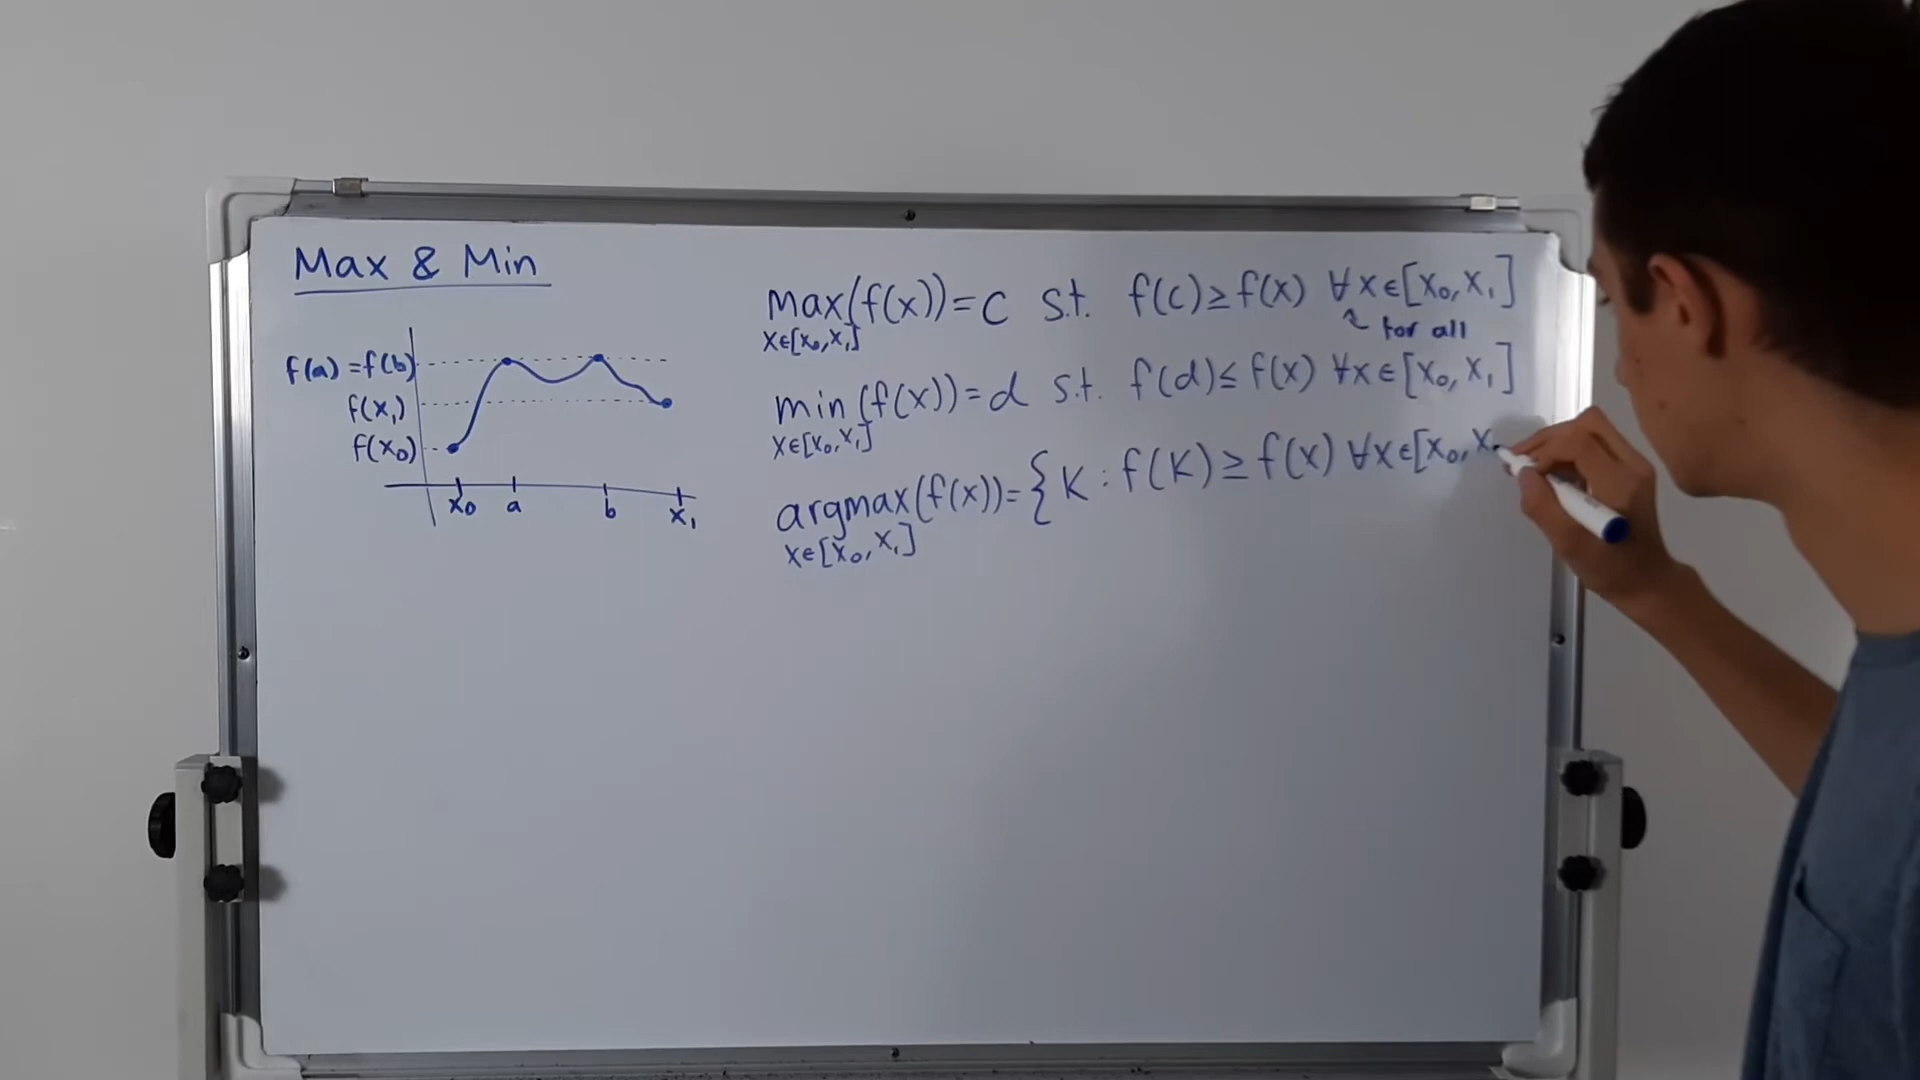 Max & Min
f(a) = f(b)
f(x₁)
f(x₀)
x₀ a b x₁
max(f(x)) = c s.t. f(c) ≥ f(x) ∀x∈[x₀, x₁]
x∈[x₀, x₁]
for all
min(f(x)) = d s.t. f(d) ≤ f(x) ∀x∈[x₀, x₁]
x∈[x₀, x₁]
argmax(f(x)) = { K : f(K) ≥ f(x) ∀x∈[x₀, x
x∈[x₀, x₁]